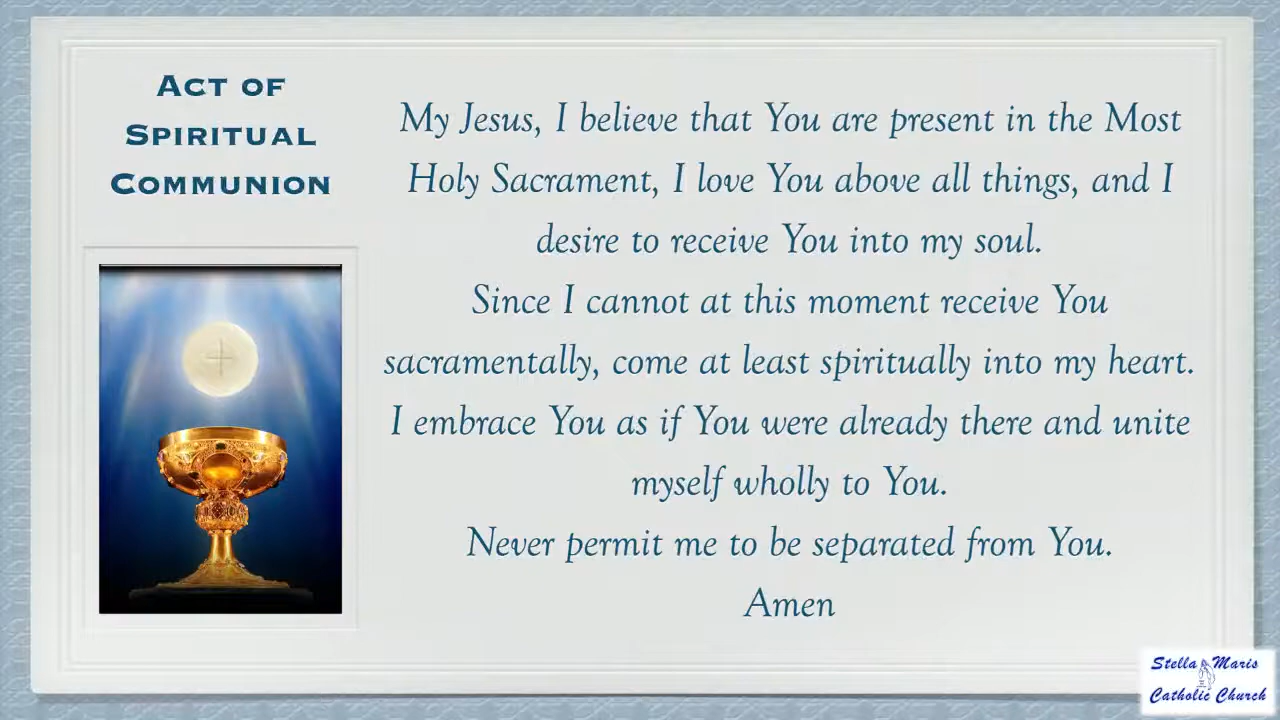 Act of
Spiritual
Communion
My Jesus, I believe that You are present in the Most
Holy Sacrament, I love You above all things, and I
desire to receive You into my soul.
Since I cannot at this moment receive You
sacramentally, come at least spiritually into my heart.
I embrace You as if You were already there and unite
myself wholly to You.
Never permit me to be separated from You.
Amen
Stella Maris
Catholic Church